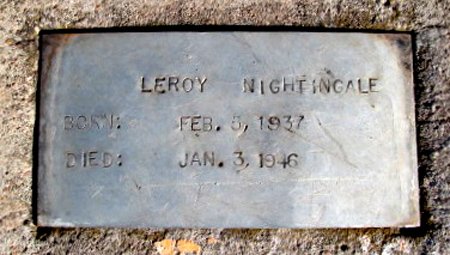 LEROY NIGHTINGALE
BORN: FEB. 5, 1937
DIED: JAN. 3, 1946